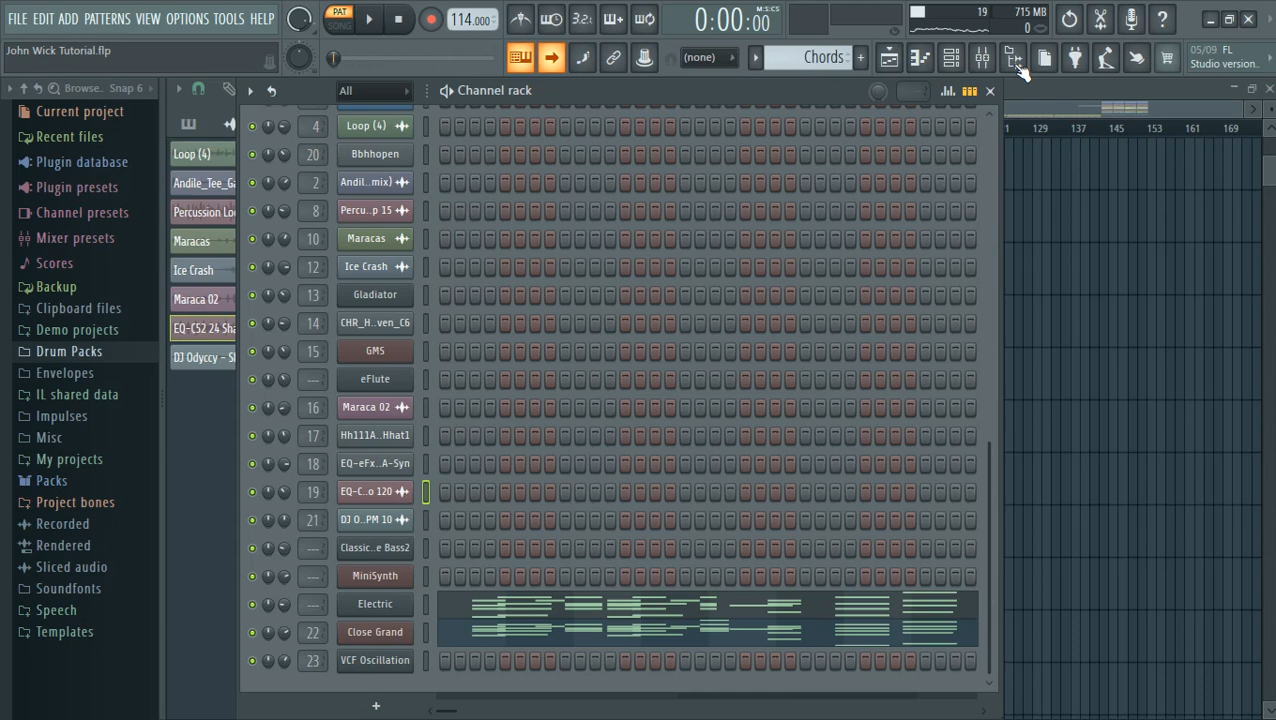 FILE EDIT ADD PATTERNS VIEW OPTIONS TOOLS HELP
PAT
SONG
114.000
3.2.
0:00:00
M:S:CS
19
715 MB
0
John Wick Tutorial.flp
(none)
Chords
05/09 FL
Studio version..
Browse..
Snap 6
All
Channel rack
Current project
Recent files
Plugin database
Plugin presets
Channel presets
Mixer presets
Scores
Backup
Clipboard files
Demo projects
Drum Packs
Envelopes
IL shared data
Impulses
Misc
My projects
Packs
Project bones
Recorded
Rendered
Sliced audio
Soundfonts
Speech
Templates
Loop (4)
Andile_Tee_Ga
Percussion Loo
Maracas
Ice Crash
Maraca 02
EQ-C52 24 Sha
DJ Odyccy – S
4 Loop (4)
20 Bbhhopen
2 Andil..mix)
8 Percu..p 15
10 Maracas
12 Ice Crash
13 Gladiator
14 CHR_H..ven_C6
15 GMS
--- eFlute
16 Maraca 02
17 Hh111A..Hhat1
18 EQ-eFx..A-Syn
19 EQ-C..o 120
21 DJ O..PM 10
--- Classic..e Bass2
--- MiniSynth
--- Electric
22 Close Grand
23 VCF Oscillation
129 137 145 153 161 169